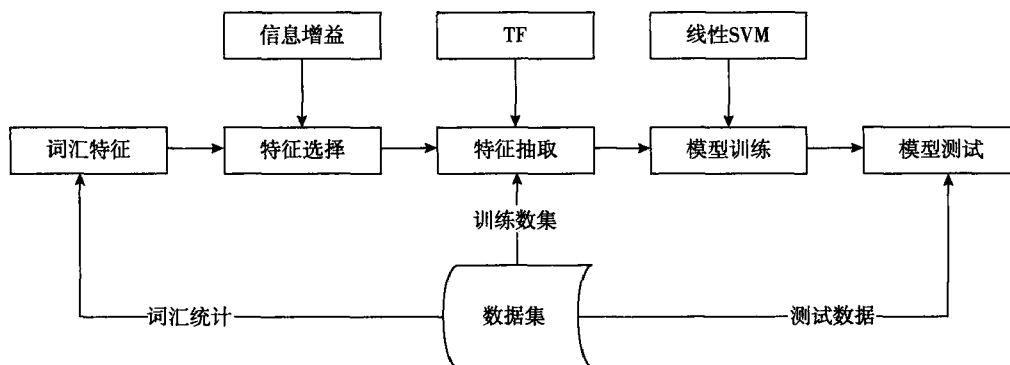 信息增益
TF
线性SVM
词汇特征
特征选择
特征抽取
模型训练
模型测试
训练数集
词汇统计
数据集
测试数据